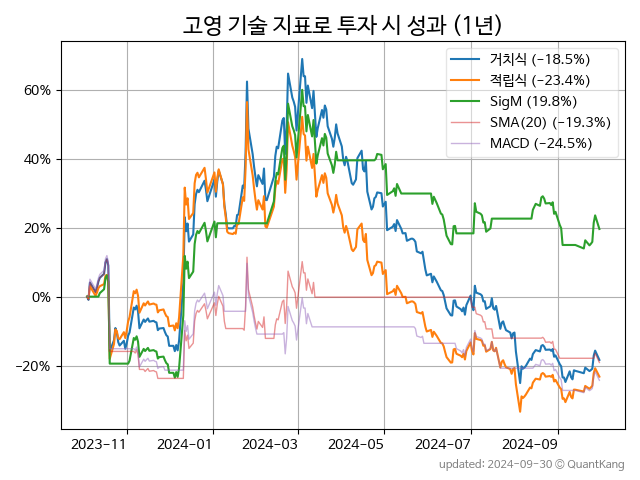 고영 기술 지표로 투자 시 성과 (1년)
거치식 (−18.5%)
적립식 (−23.4%)
SigM (19.8%)
SMA(20) (−19.3%)
MACD (−24.5%)
60%
40%
20%
0%
−20%
2023-11
2024-01
2024-03
2024-05
2024-07
2024-09
updated: 2024-09-30 © QuantKang